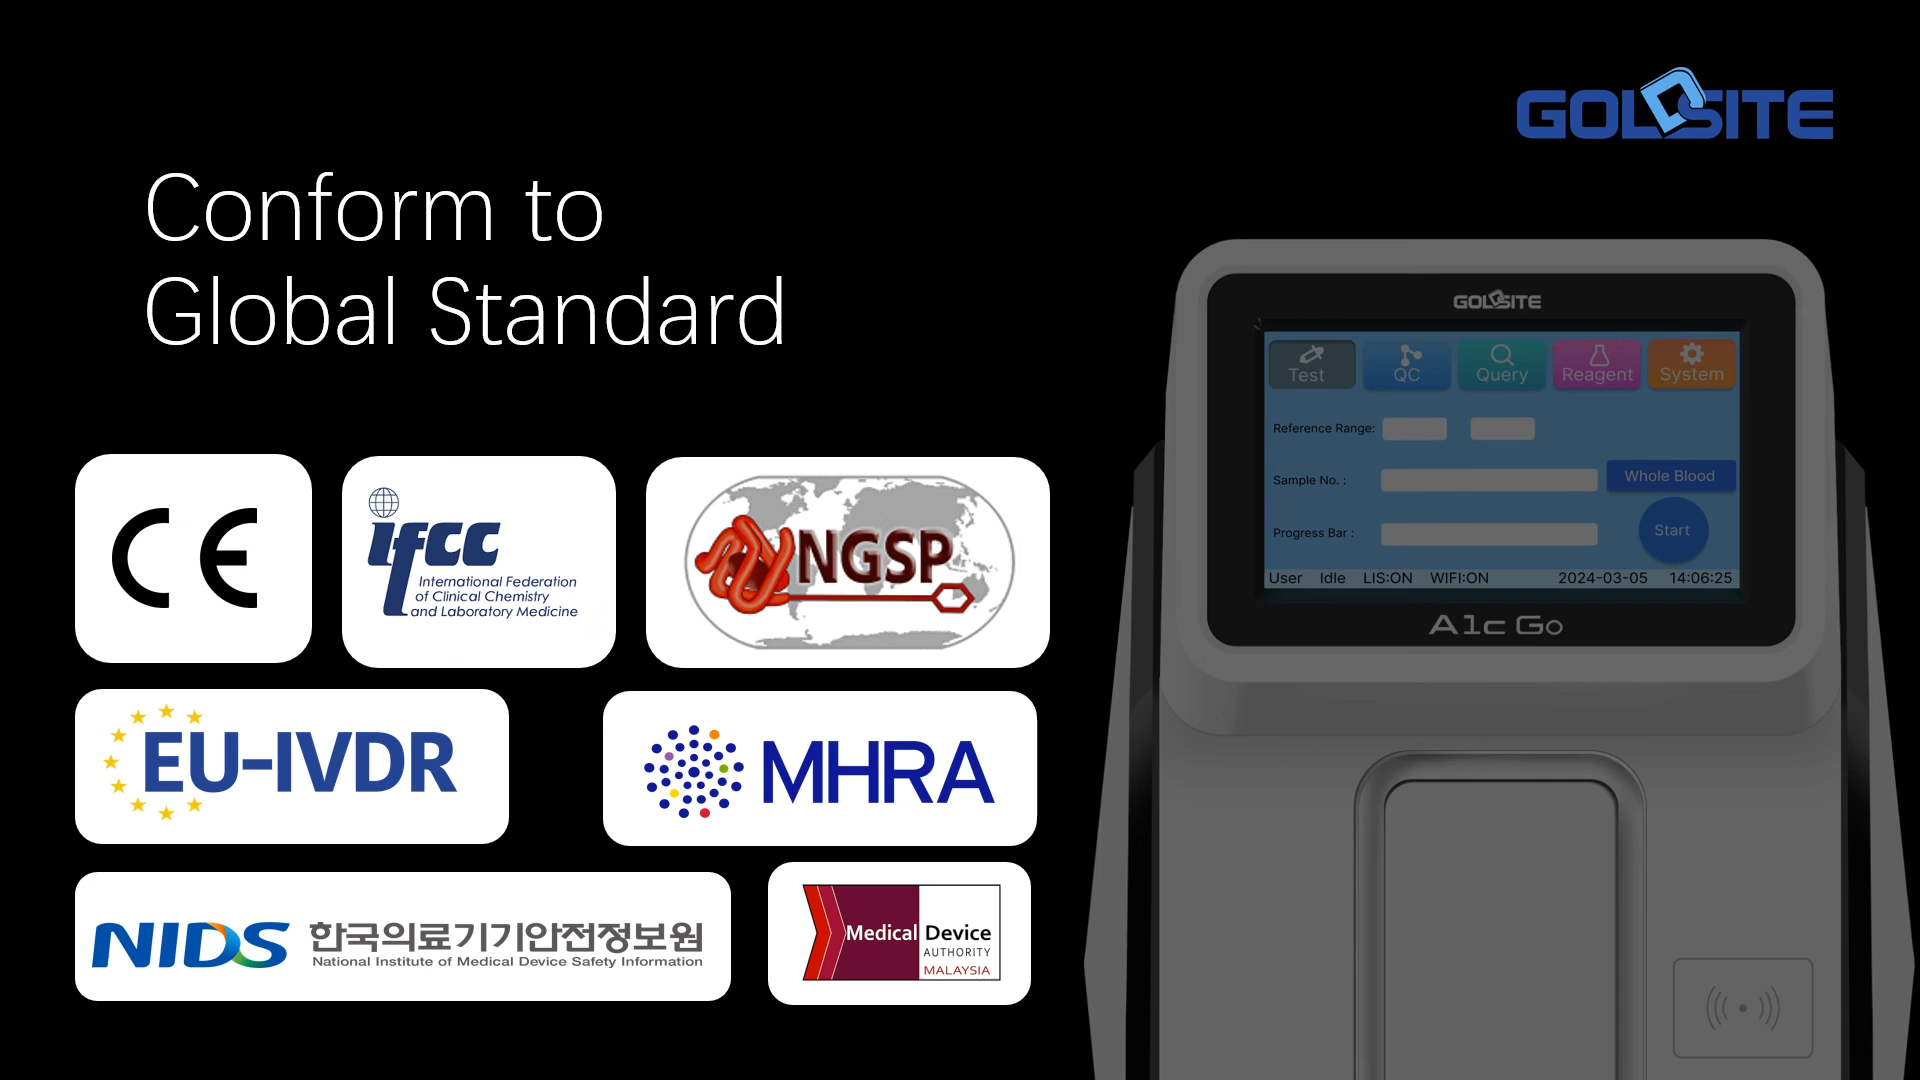 GOLDSITE
Conform to
Global Standard
CE
ifcc
International Federation
of Clinical Chemistry
and Laboratory Medicine
NGSP
EU-IVDR
MHRA
NIDS 한국의료기기안전정보원
National Institute of Medical Device Safety Information
Medical Device
AUTHORITY
MALAYSIA
GOLDSITE
Test QC Query Reagent System
Reference Range:
Sample No. : Whole Blood
Progress Bar : Start
User Idle LIS:ON WIFI:ON 2024-03-05 14:06:25
A1c Go